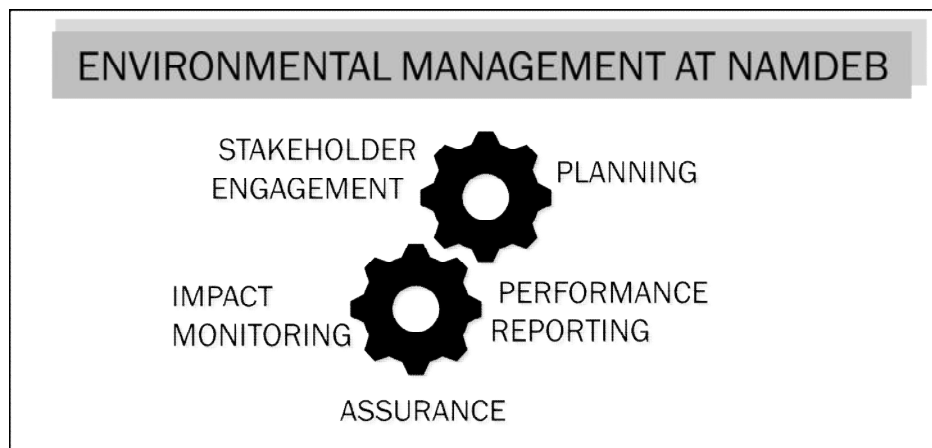 ENVIRONMENTAL MANAGEMENT AT NAMDEB
STAKEHOLDER
ENGAGEMENT
PLANNING
IMPACT
MONITORING
PERFORMANCE
REPORTING
ASSURANCE